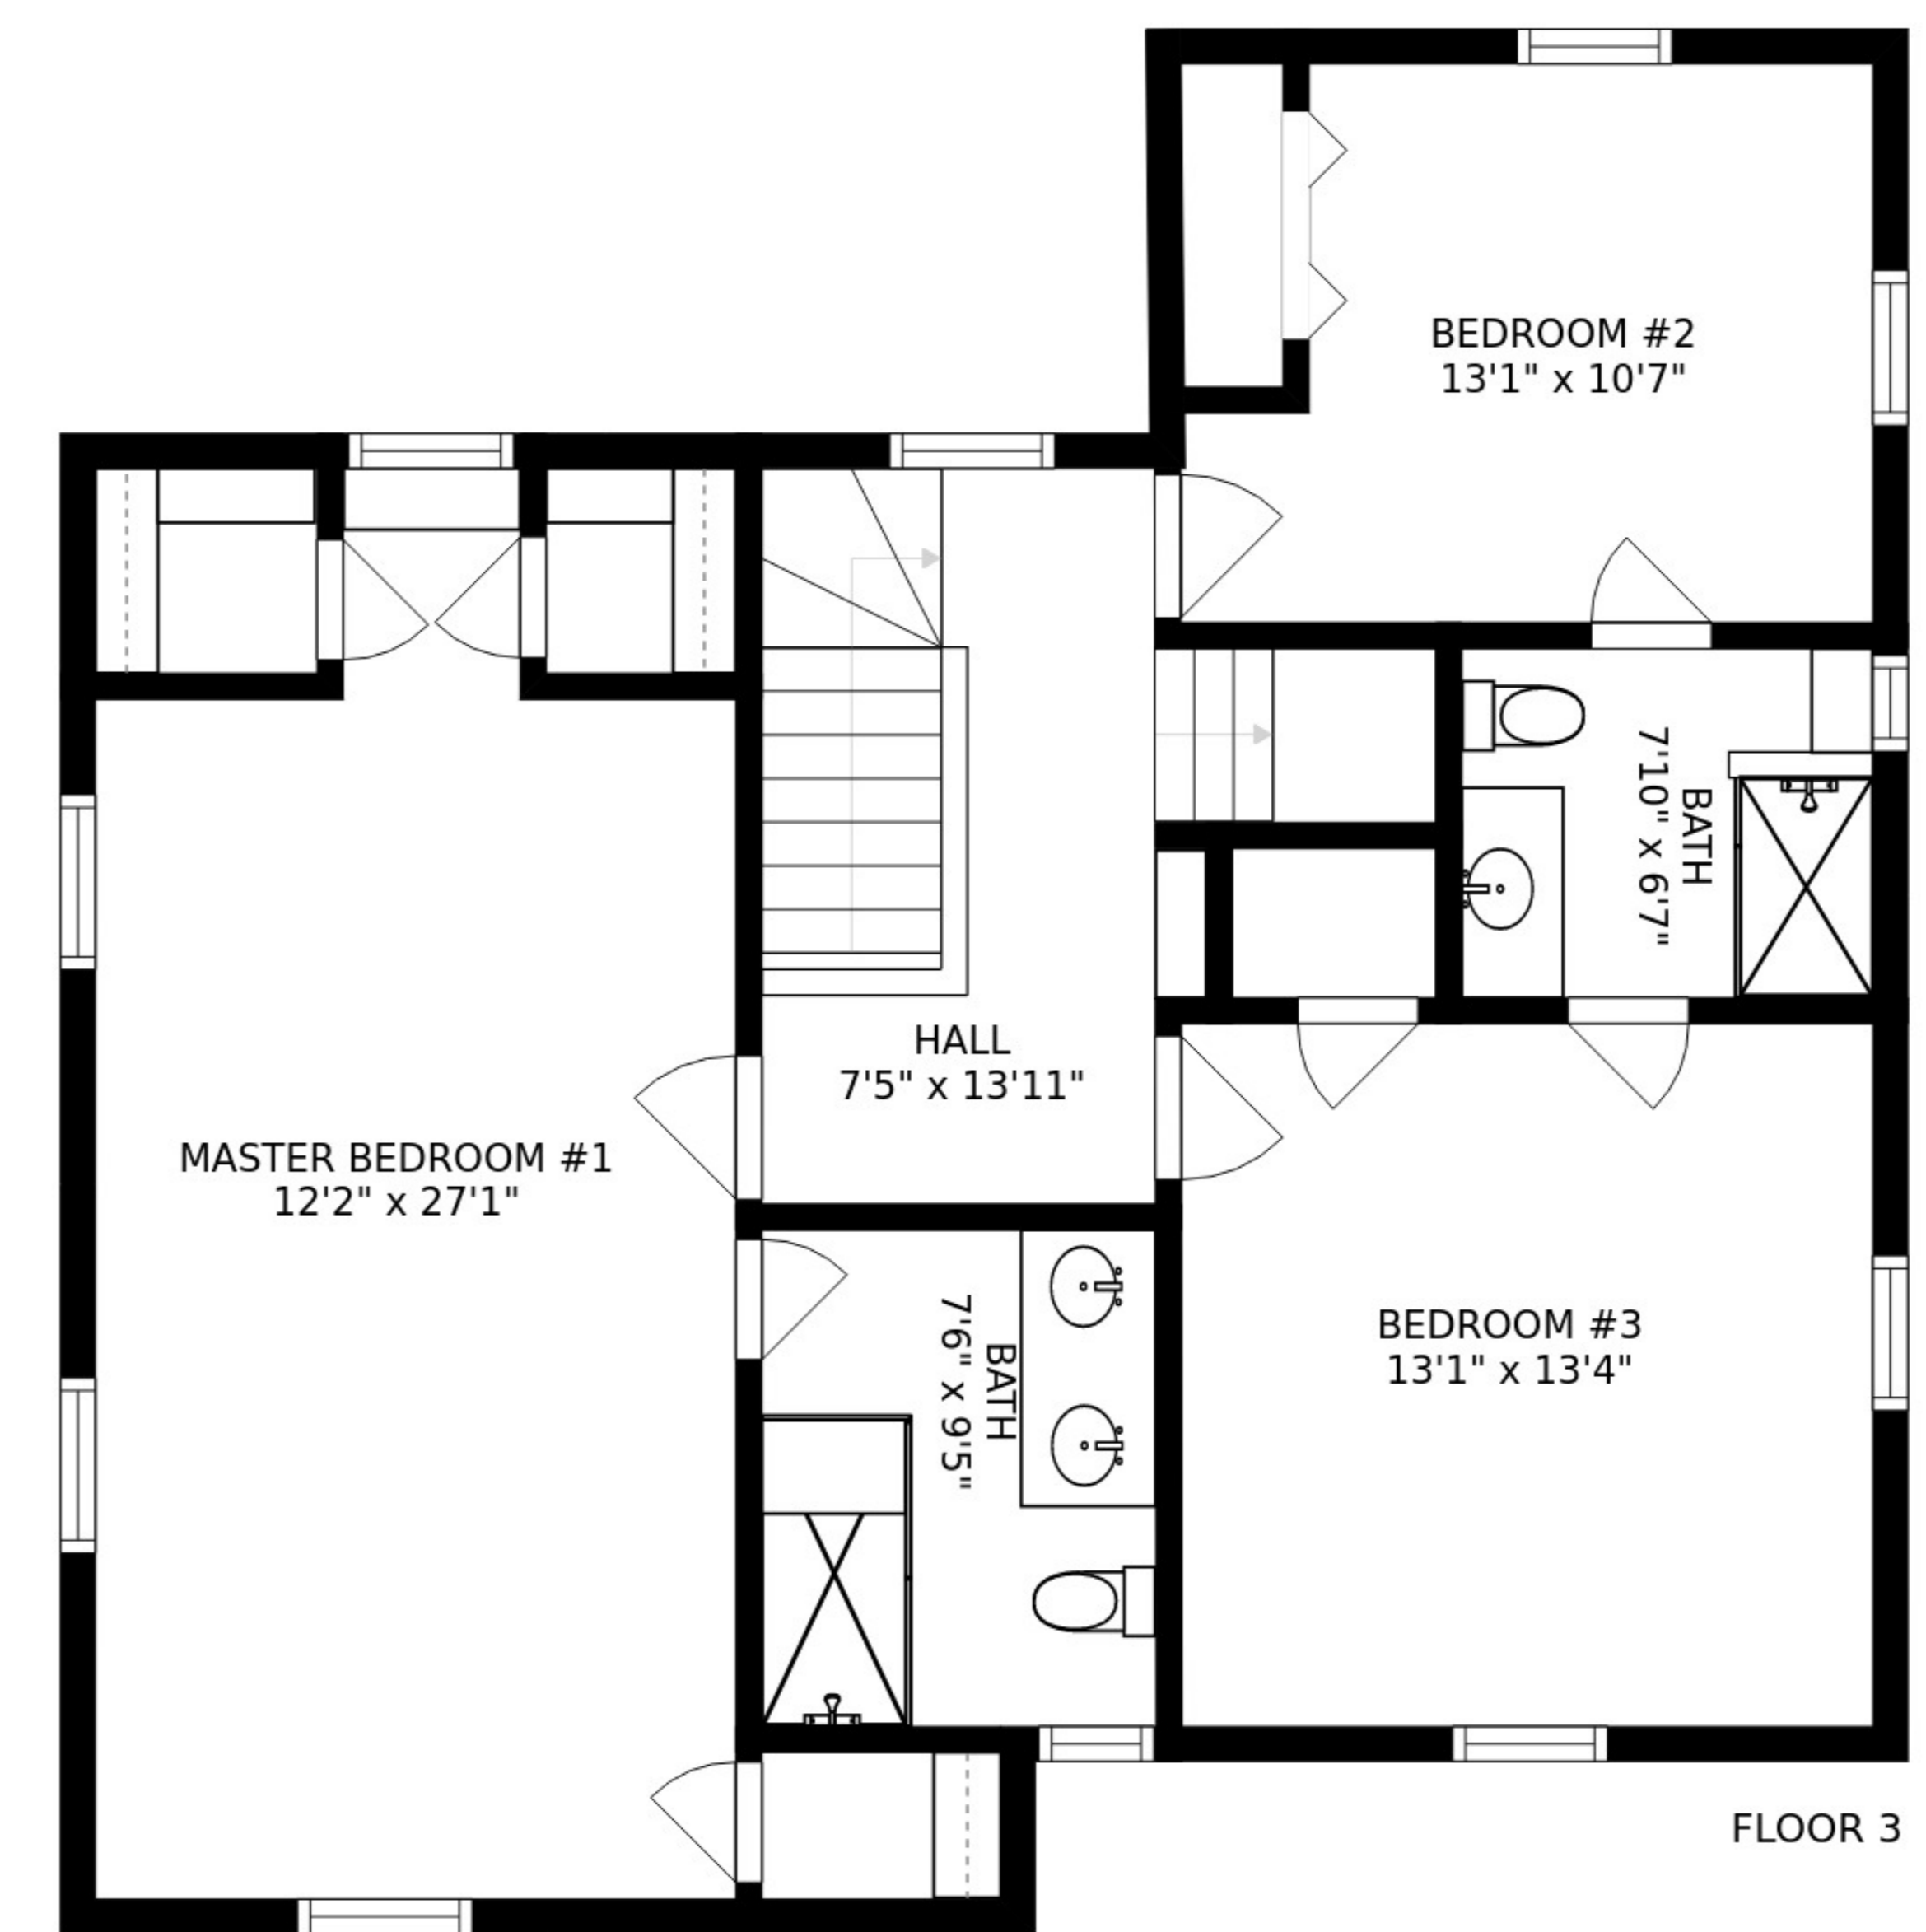 BEDROOM #2
13'1" x 10'7"
BATH
7'10" x 6'7"
HALL
7'5" x 13'11"
MASTER BEDROOM #1
12'2" x 27'1"
BATH
7'6" x 9'5"
BEDROOM #3
13'1" x 13'4"
FLOOR 3